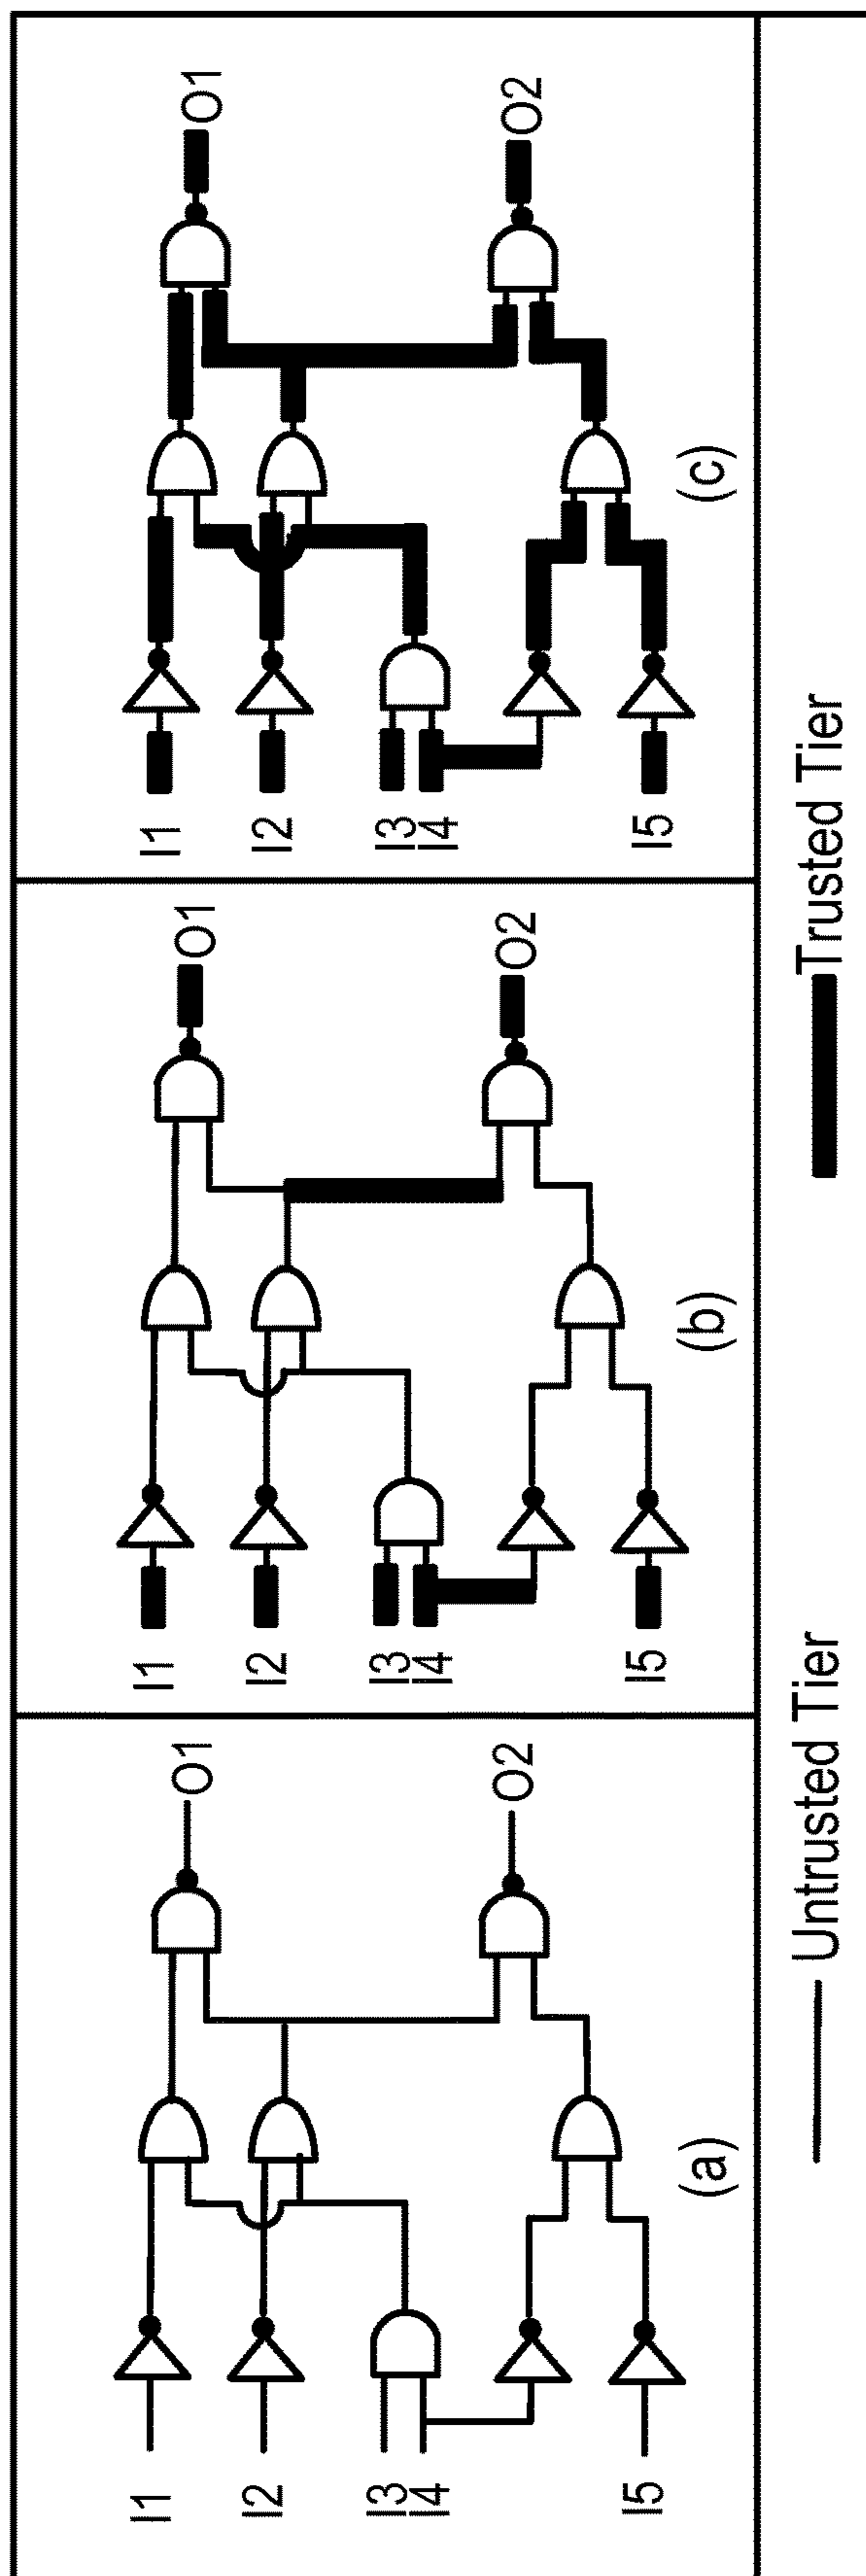 I1
I2
I3
I4
I5
O1
O2
(a)
I1
I2
I3
I4
I5
O1
O2
(b)
I1
I2
I3
I4
I5
O1
O2
(c)
Untrusted Tier
Trusted Tier